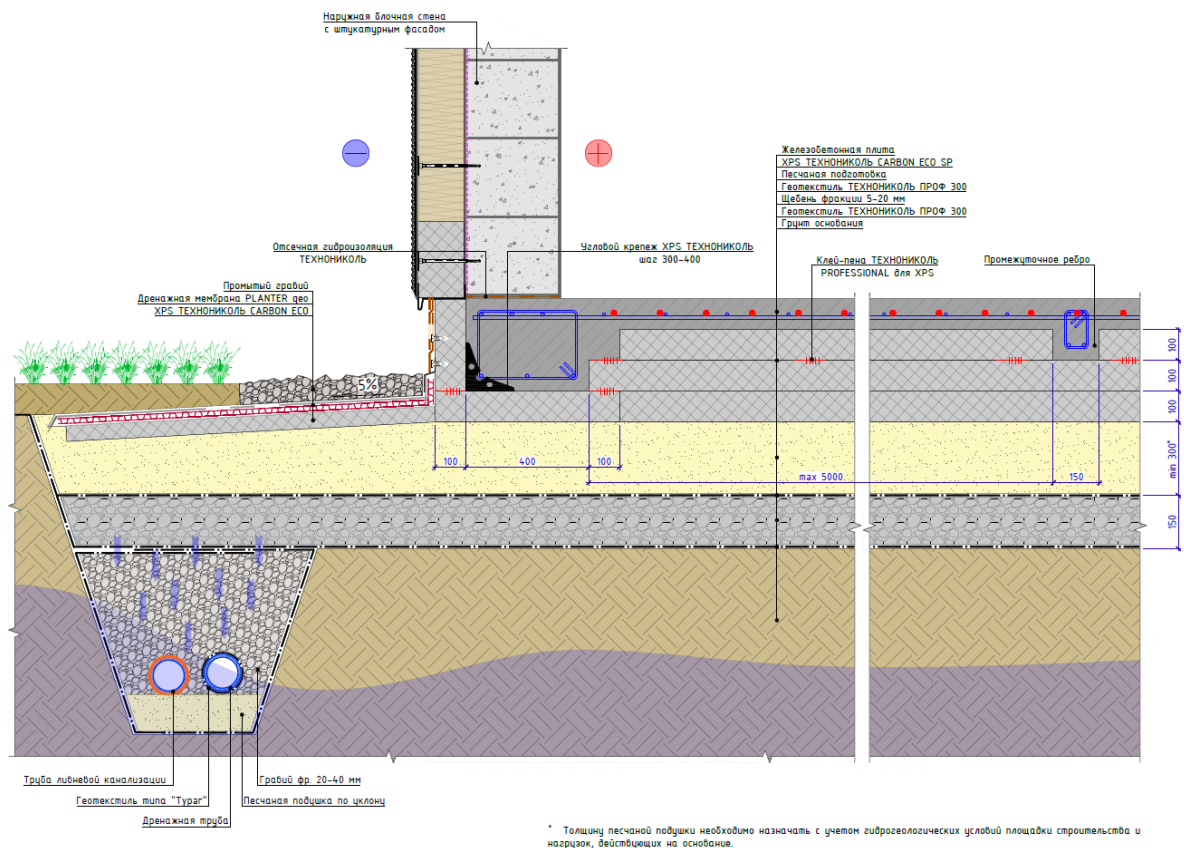 Наружная блочная стена
с штукатурным фасадом
Железобетонная плита
XPS ТЕХНОНИКОЛЬ CARBON ECO SP
Песчаная подготовка
Геотекстиль ТЕХНОНИКОЛЬ ПРОФ 300
Щебень фракции 5-20 мм
Геотекстиль ТЕХНОНИКОЛЬ ПРОФ 300
Грунт основания
Отсечная гидроизоляция
ТЕХНОНИКОЛЬ
Угловой крепеж XPS ТЕХНОНИКОЛЬ
шаг 300-400
Клей-пена ТЕХНОНИКОЛЬ
PROFESSIONAL для XPS
Промежуточное ребро
Промытый гравий
Дренажная мембрана PLANTER geo
XPS ТЕХНОНИКОЛЬ CARBON ECO
5%
100
100
100
100
400
100
max 5000
150
min 300*
150
Труба ливневой канализации
Гравий фр. 20-40 мм
Геотекстиль типа "Typar"
Песчаная подушка по уклону
Дренажная труба
* Толщину песчаной подушки необходимо назначать с учетом гидрогеологических условий площадки строительства и
нагрузок, действующих на основание.